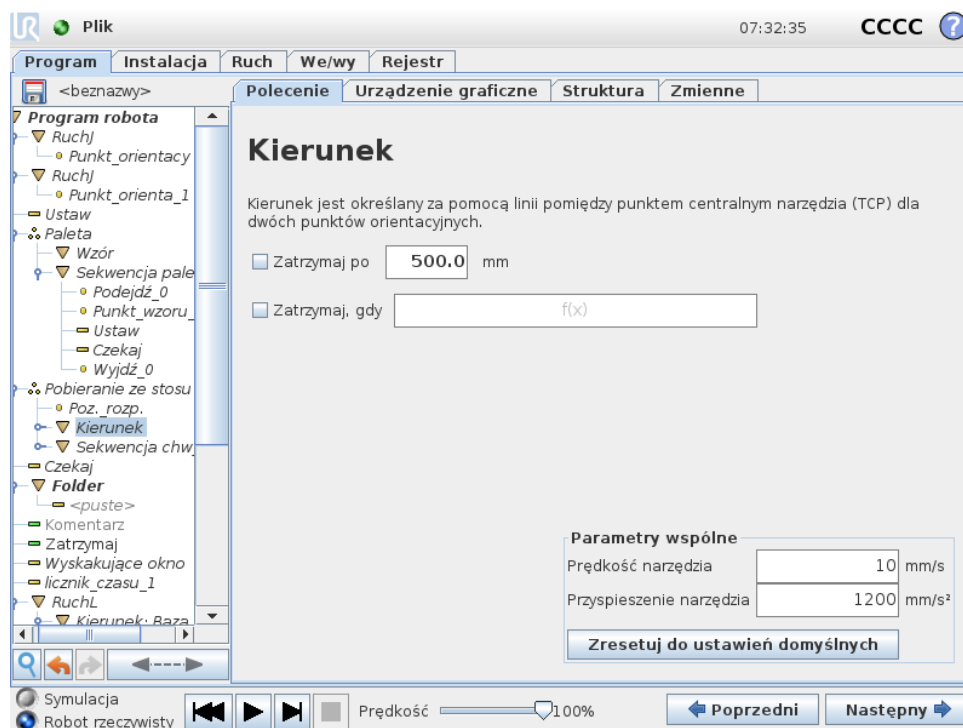 UR Plik 07:32:35 CCCC ?
Program Instalacja Ruch We/wy Rejestr
<beznazwy>
Polecenie Urządzenie graficzne Struktura Zmienne
Program robota
RuchJ
Punkt_orientacy
RuchJ
Punkt_orienta_1
Ustaw
Paleta
Wzór
Sekwencja pale
Podejdź_0
Punkt_wzoru_
Ustaw
Czekaj
Wyjdź_0
Pobieranie ze stosu
Poz._rozp.
Kierunek
Sekwencja chw
Czekaj
Folder
<puste>
Komentarz
Zatrzymaj
Wyskakujące okno
licznik_czasu_1
RuchL
Kierunek: Baza
Kierunek
Kierunek jest określany za pomocą linii pomiędzy punktem centralnym narzędzia (TCP) dla
dwóch punktów orientacyjnych.
Zatrzymaj po 500.0 mm
Zatrzymaj, gdy f(x)
Parametry wspólne
Prędkość narzędzia 10 mm/s
Przyspieszenie narzędzia 1200 mm/s²
Zresetuj do ustawień domyślnych
Symulacja
Robot rzeczywisty
Prędkość 100%
Poprzedni
Następny